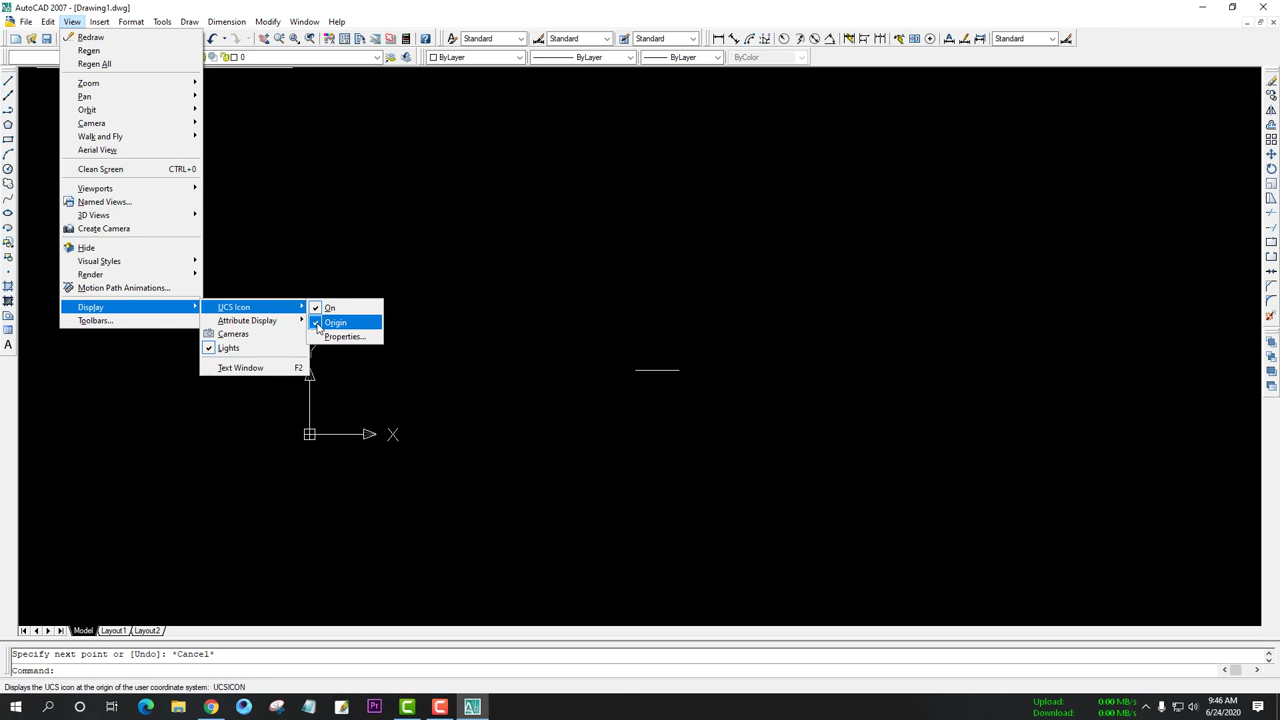 AutoCAD 2007 - [Drawing1.dwg]
File Edit View Insert Format Tools Draw Dimension Modify Window Help
Standard Standard Standard Standard
0 ByLayer ByLayer ByLayer ByColor
Redraw
Regen
Regen All
Zoom
Pan
Orbit
Camera
Walk and Fly
Aerial View
Clean Screen CTRL+0
Viewports
Named Views...
3D Views
Create Camera
Hide
Visual Styles
Render
Motion Path Animations...
Display
Toolbars...
UCS Icon
Attribute Display
Cameras
Lights
Text Window F2
On
Origin
Properties...
X
A
Model Layout1 Layout2
Specify next point or [Undo]: *Cancel*
Command:
Displays the UCS icon at the origin of the user coordinate system: UCSICON
Pr
Upload: 0.00 MB/s
Download: 0.00 MB/s
9:46 AM
6/24/2020